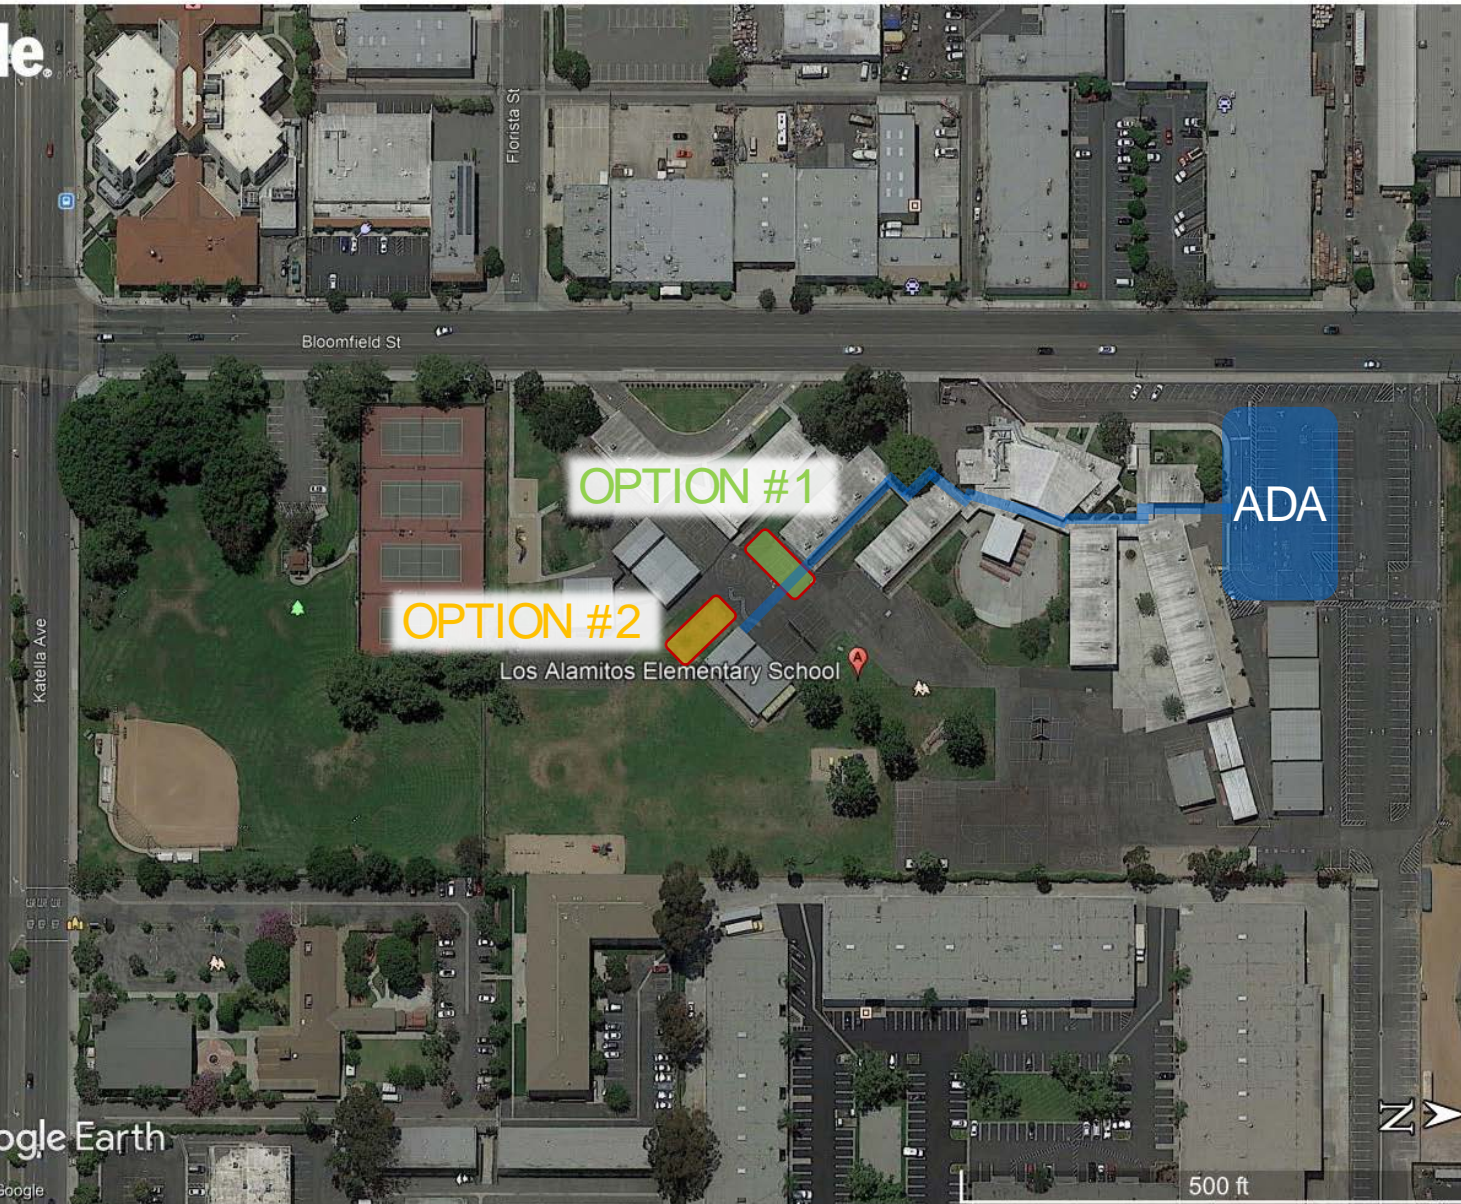 le
Florista St
Bloomfield St
OPTION #1
ADA
OPTION #2
Katella Ave
Los Alamitos Elementary School
A
N
ogle Earth
500 ft
Google